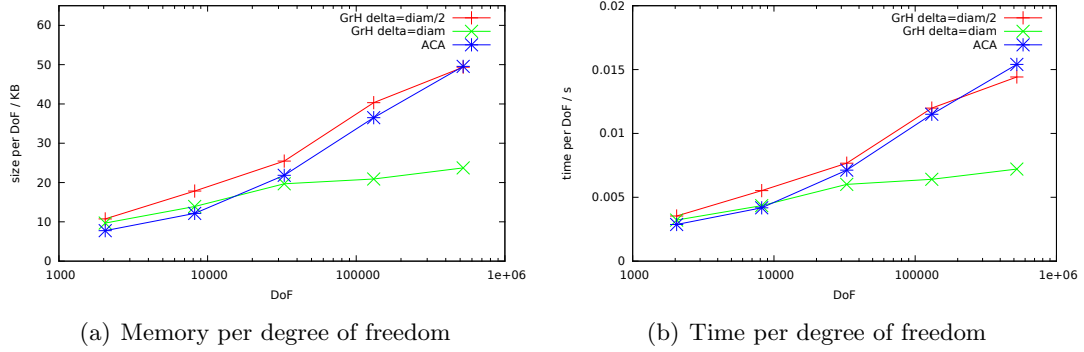 GrH delta=diam/2
GrH delta=diam
ACA
size per DoF / KB
60
50
40
30
20
10
0
1000
10000
100000
1e+06
DoF
(a) Memory per degree of freedom
GrH delta=diam/2
GrH delta=diam
ACA
time per DoF / s
0.02
0.015
0.01
0.005
0
1000
10000
100000
1e+06
DoF
(b) Time per degree of freedom